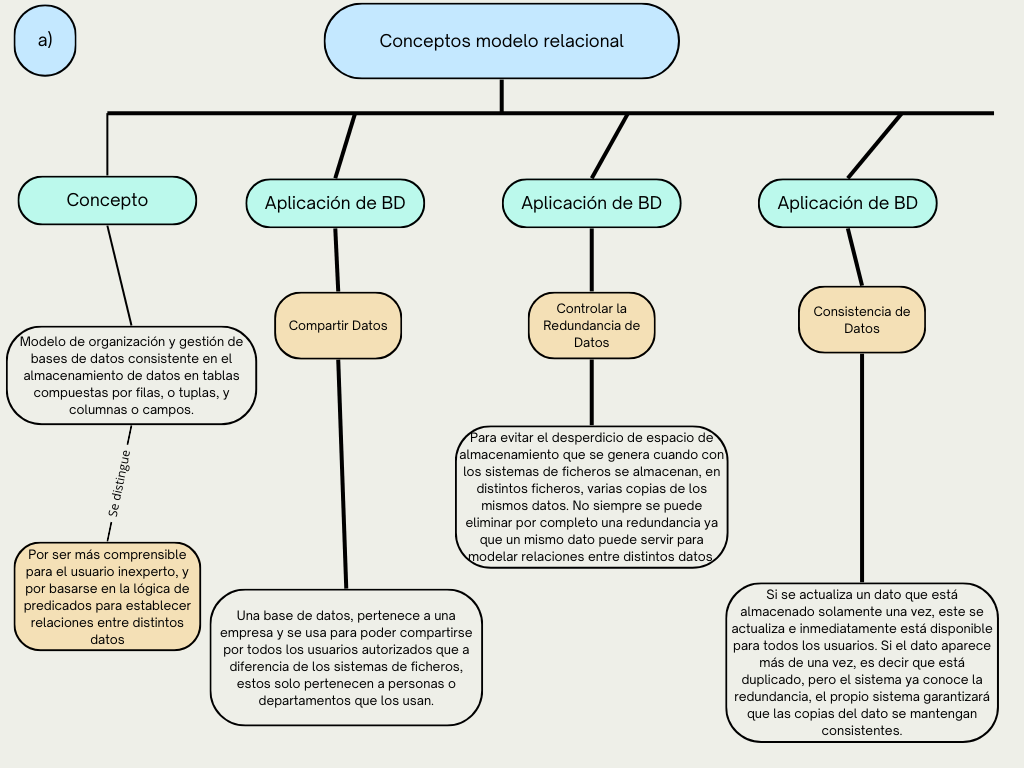 a)
Conceptos modelo relacional
Concepto
Aplicación de BD
Aplicación de BD
Aplicación de BD
Compartir Datos
Controlar la
Redundancia de
Datos
Consistencia de
Datos
Modelo de organización y gestión de
bases de datos consistente en el
almacenamiento de datos en tablas
compuestas por filas, o tuplas, y
columnas o campos.
Se distingue
Por ser más comprensible
para el usuario inexperto, y
por basarse en la lógica de
predicados para establecer
relaciones entre distintos
datos
Una base de datos, pertenece a una
empresa y se usa para poder compartirse
por todos los usuarios autorizados que a
diferencia de los sistemas de ficheros,
estos solo pertenecen a personas o
departamentos que los usan.
Para evitar el desperdicio de espacio de
almacenamiento que se genera cuando con
los sistemas de ficheros se almacenan, en
distintos ficheros, varias copias de los
mismos datos. No siempre se puede
eliminar por completo una redundancia ya
que un mismo dato puede servir para
modelar relaciones entre distintos datos.
Si se actualiza un dato que está
almacenado solamente una vez, este se
actualiza e inmediatamente está disponible
para todos los usuarios. Si el dato aparece
más de una vez, es decir que está
duplicado, pero el sistema ya conoce la
redundancia, el propio sistema garantizará
que las copias del dato se mantengan
consistentes.